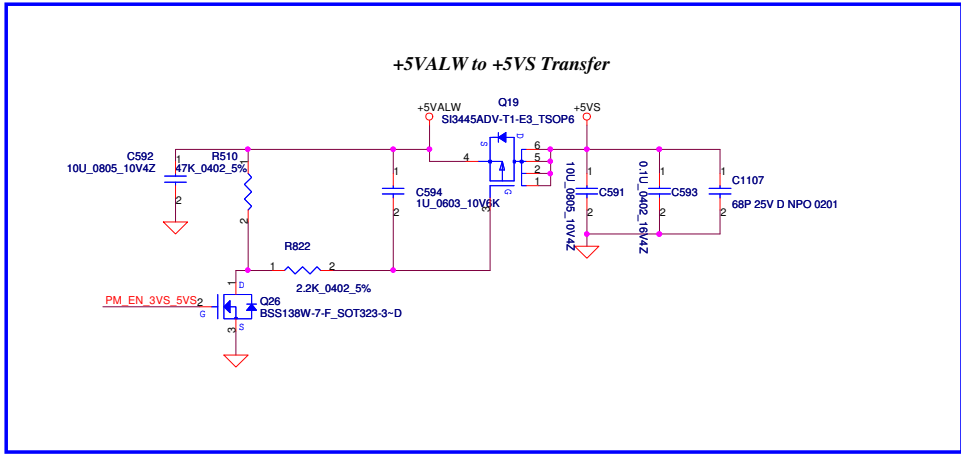 +5VALW to +5VS Transfer
+5VALW
Q19
+5VS
SI3445ADV-T1-E3_TSOP6
C592
10U_0805_10V4Z
1
2
R510
47K_0402_5%
1
2
C594
1U_0603_10V6K
1
2
4
S
D
G
3
6
5
2
1
C591
10U_0805_10V4Z
1
2
C593
0.1U_0402_16V4Z
1
2
C1107
68P 25V D NPO 0201
1
2
R822
1
2
2.2K_0402_5%
PM_EN_3VS_5VS
2
G
1
D
Q26
BSS138W-7-F_SOT323-3~D
3
S